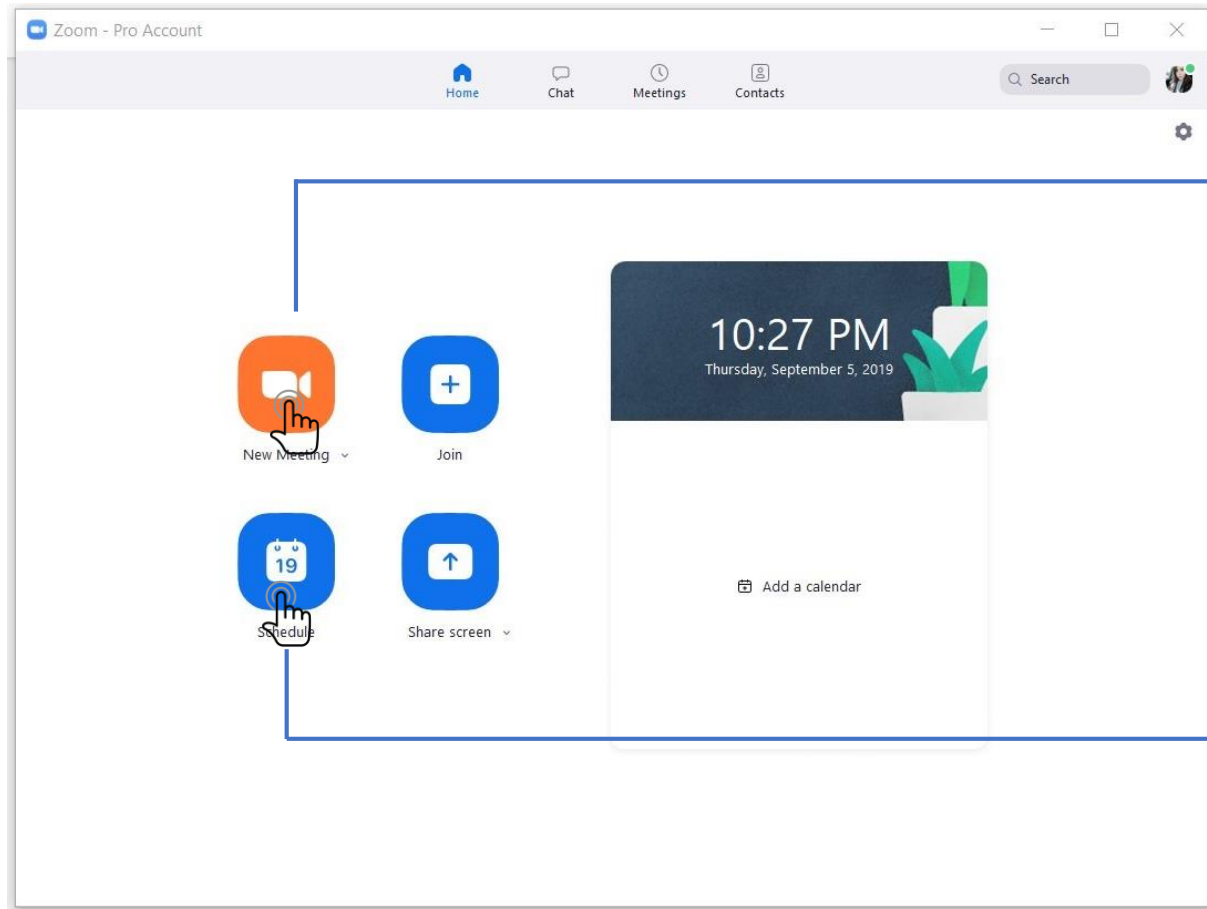 Zoom - Pro Account
Home
Chat
Meetings
Contacts
Search
10:27 PM
Thursday, September 5, 2019
New Meeting
Join
19
Schedule
Share screen
Add a calendar